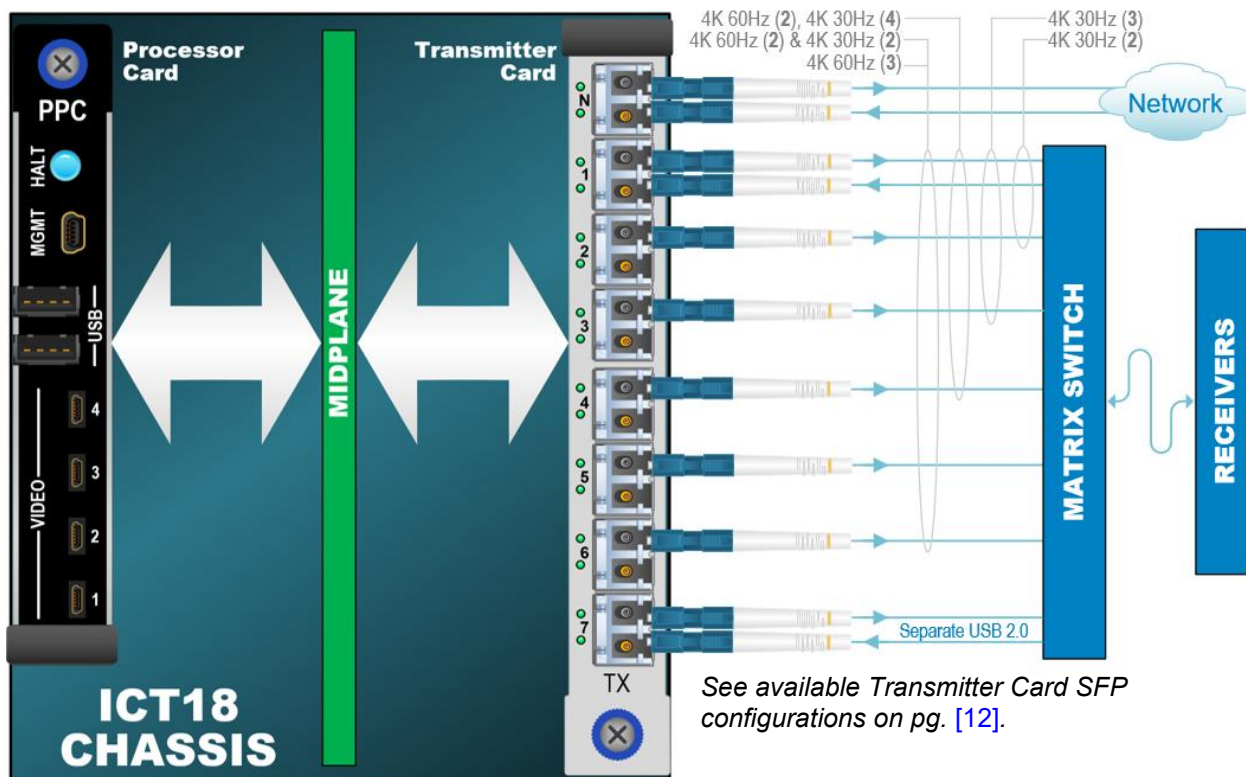 PPC
HALT
MGMT
USB
VIDEO
4
3
2
1
Processor
Card
MIDPLANE
Transmitter
Card
ICT18
CHASSIS
N
1
2
3
4
5
6
7
TX
4K 60Hz (2), 4K 30Hz (4)
4K 60Hz (2) & 4K 30Hz (2)
4K 60Hz (3)
4K 30Hz (3)
4K 30Hz (2)
Network
MATRIX SWITCH
RECEIVERS
Separate USB 2.0
See available Transmitter Card SFP
configurations on pg. [12].